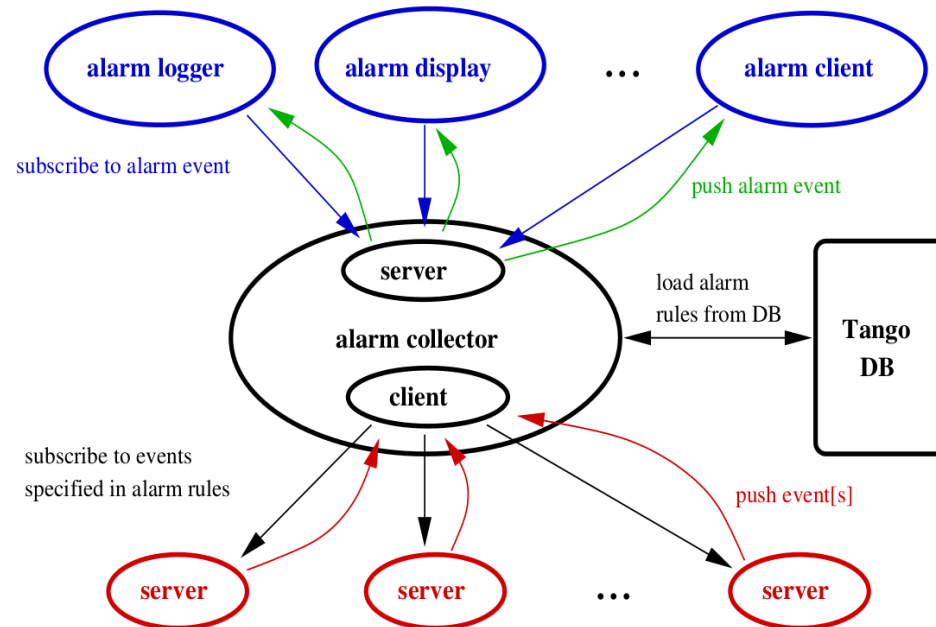 alarm logger
alarm display
...
alarm client
subscribe to alarm event
push alarm event
server
load alarm
rules from DB
alarm collector
Tango
DB
client
subscribe to events
specified in alarm rules
push event[s]
server
server
...
server